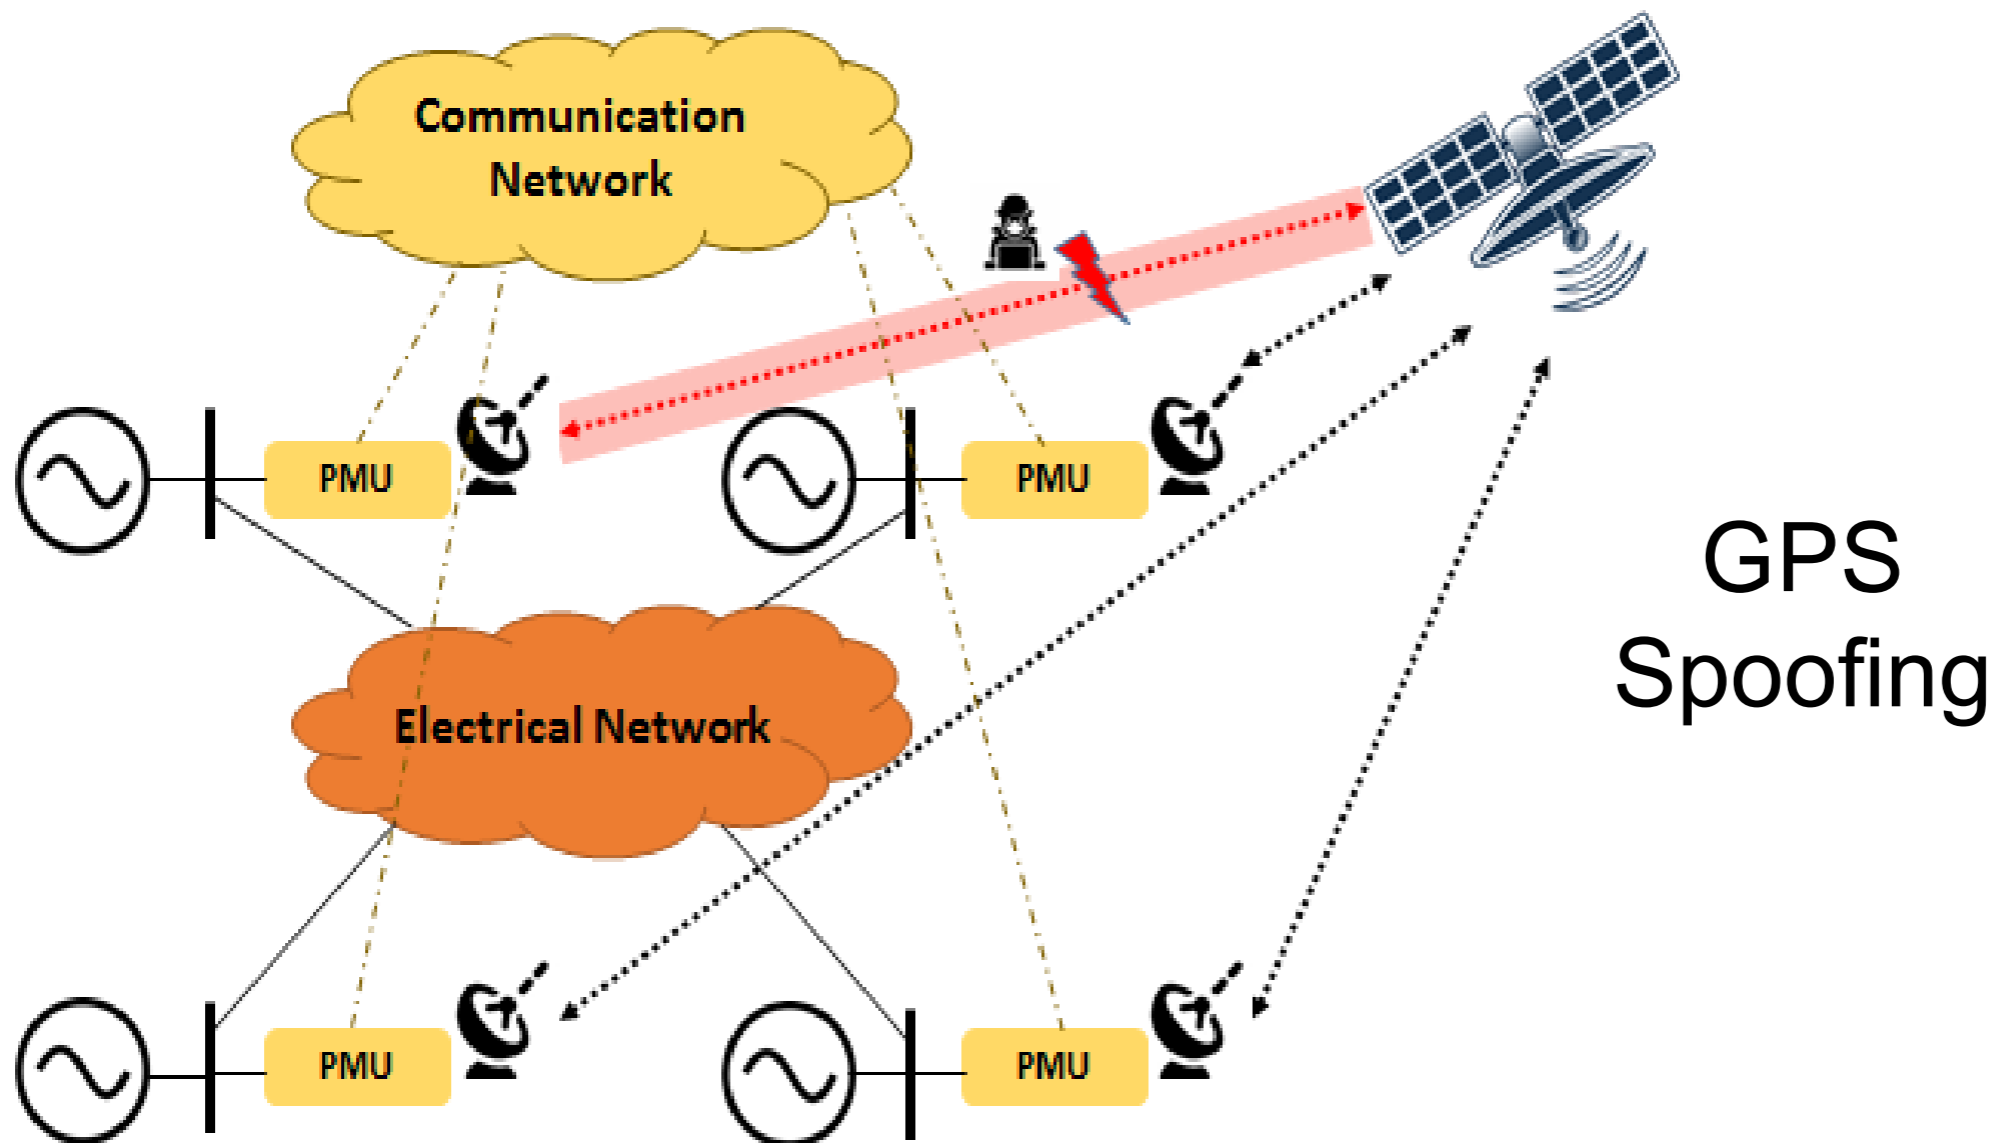 Communication
Network
PMU
PMU
GPS
Spoofing
Electrical Network
PMU
PMU